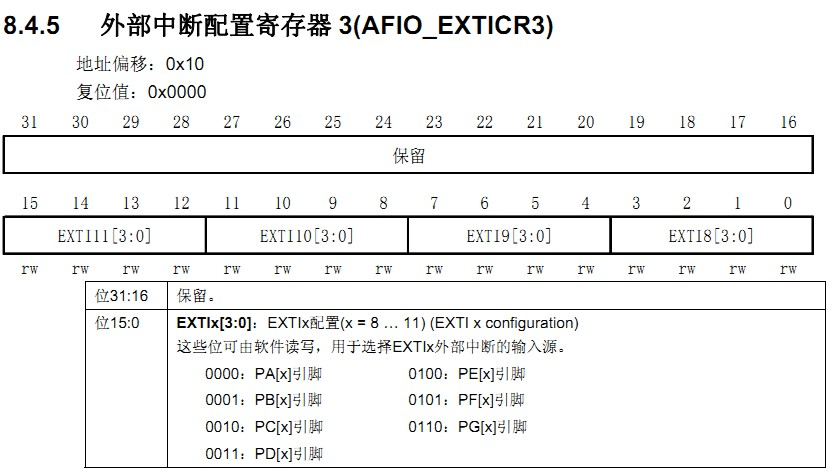 8.4.5 外部中断配置寄存器 3(AFIO_EXTICR3)
地址偏移：0x10
复位值：0x0000
31 30 29 28 27 26 25 24 23 22 21 20 19 18 17 16
保留
15 14 13 12 11 10 9 8 7 6 5 4 3 2 1 0
EXTI11[3:0] EXTI10[3:0] EXTI9[3:0] EXTI8[3:0]
rw rw rw rw rw rw rw rw rw rw rw rw rw rw rw rw
位31:16 保留。
位15:0 EXTIx[3:0]：EXTIx配置(x = 8 … 11) (EXTI x configuration)
这些位可由软件读写，用于选择EXTIx外部中断的输入源。
0000：PA[x]引脚 0100：PE[x]引脚
0001：PB[x]引脚 0101：PF[x]引脚
0010：PC[x]引脚 0110：PG[x]引脚
0011：PD[x]引脚